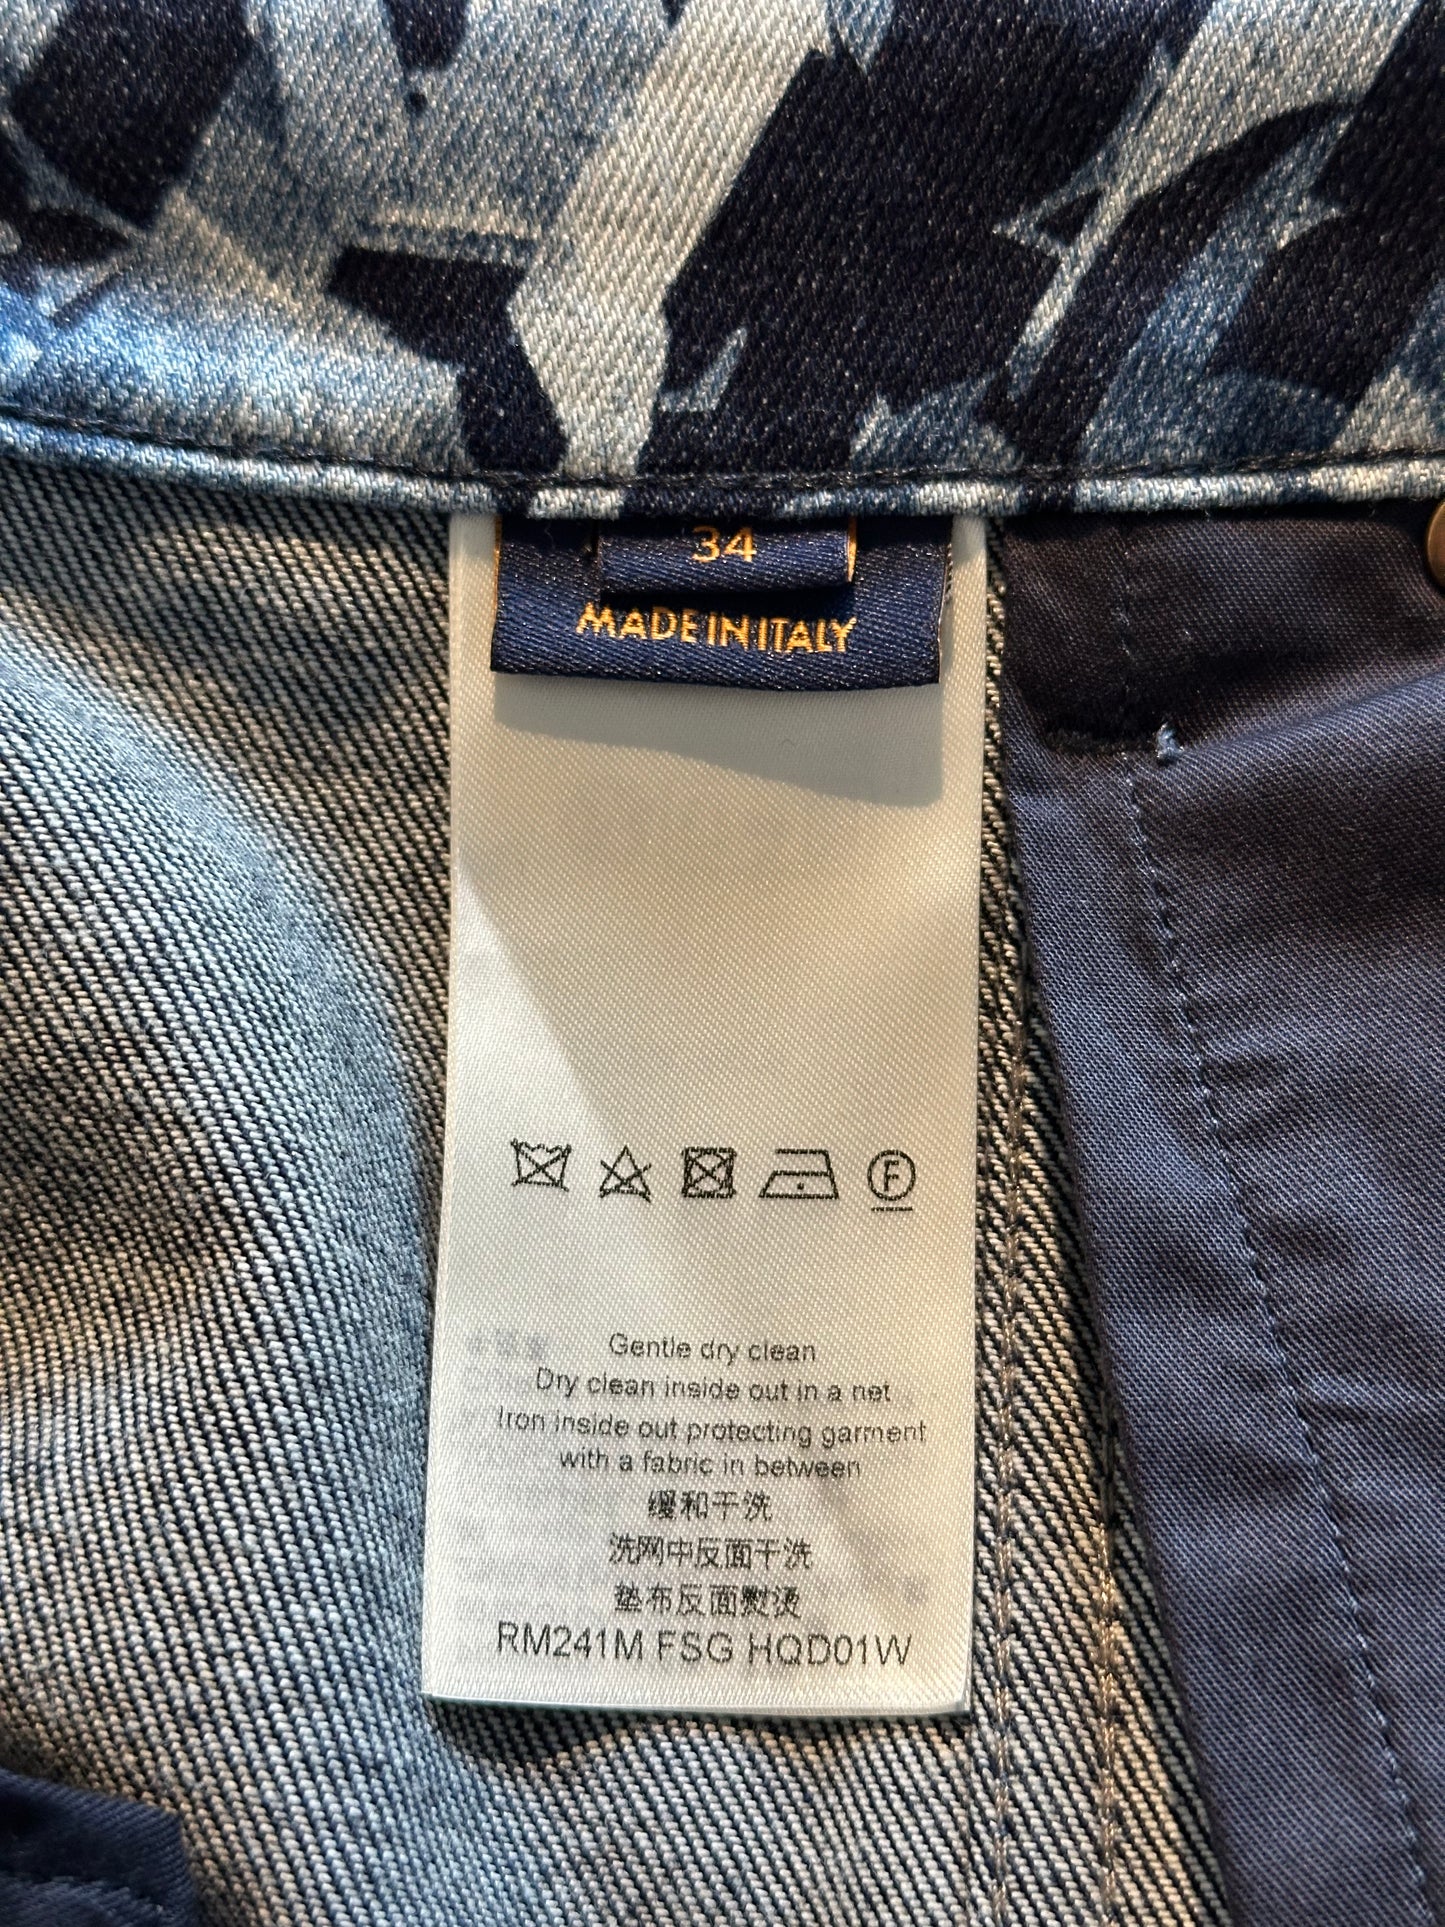 34
MADE IN ITALY
F
Gentle dry clean
Dry clean inside out in a net
Iron inside out protecting garment
with a fabric in between
缓和干洗
洗网中反面干洗
垫布反面熨烫
RM241M FSG HQD01W